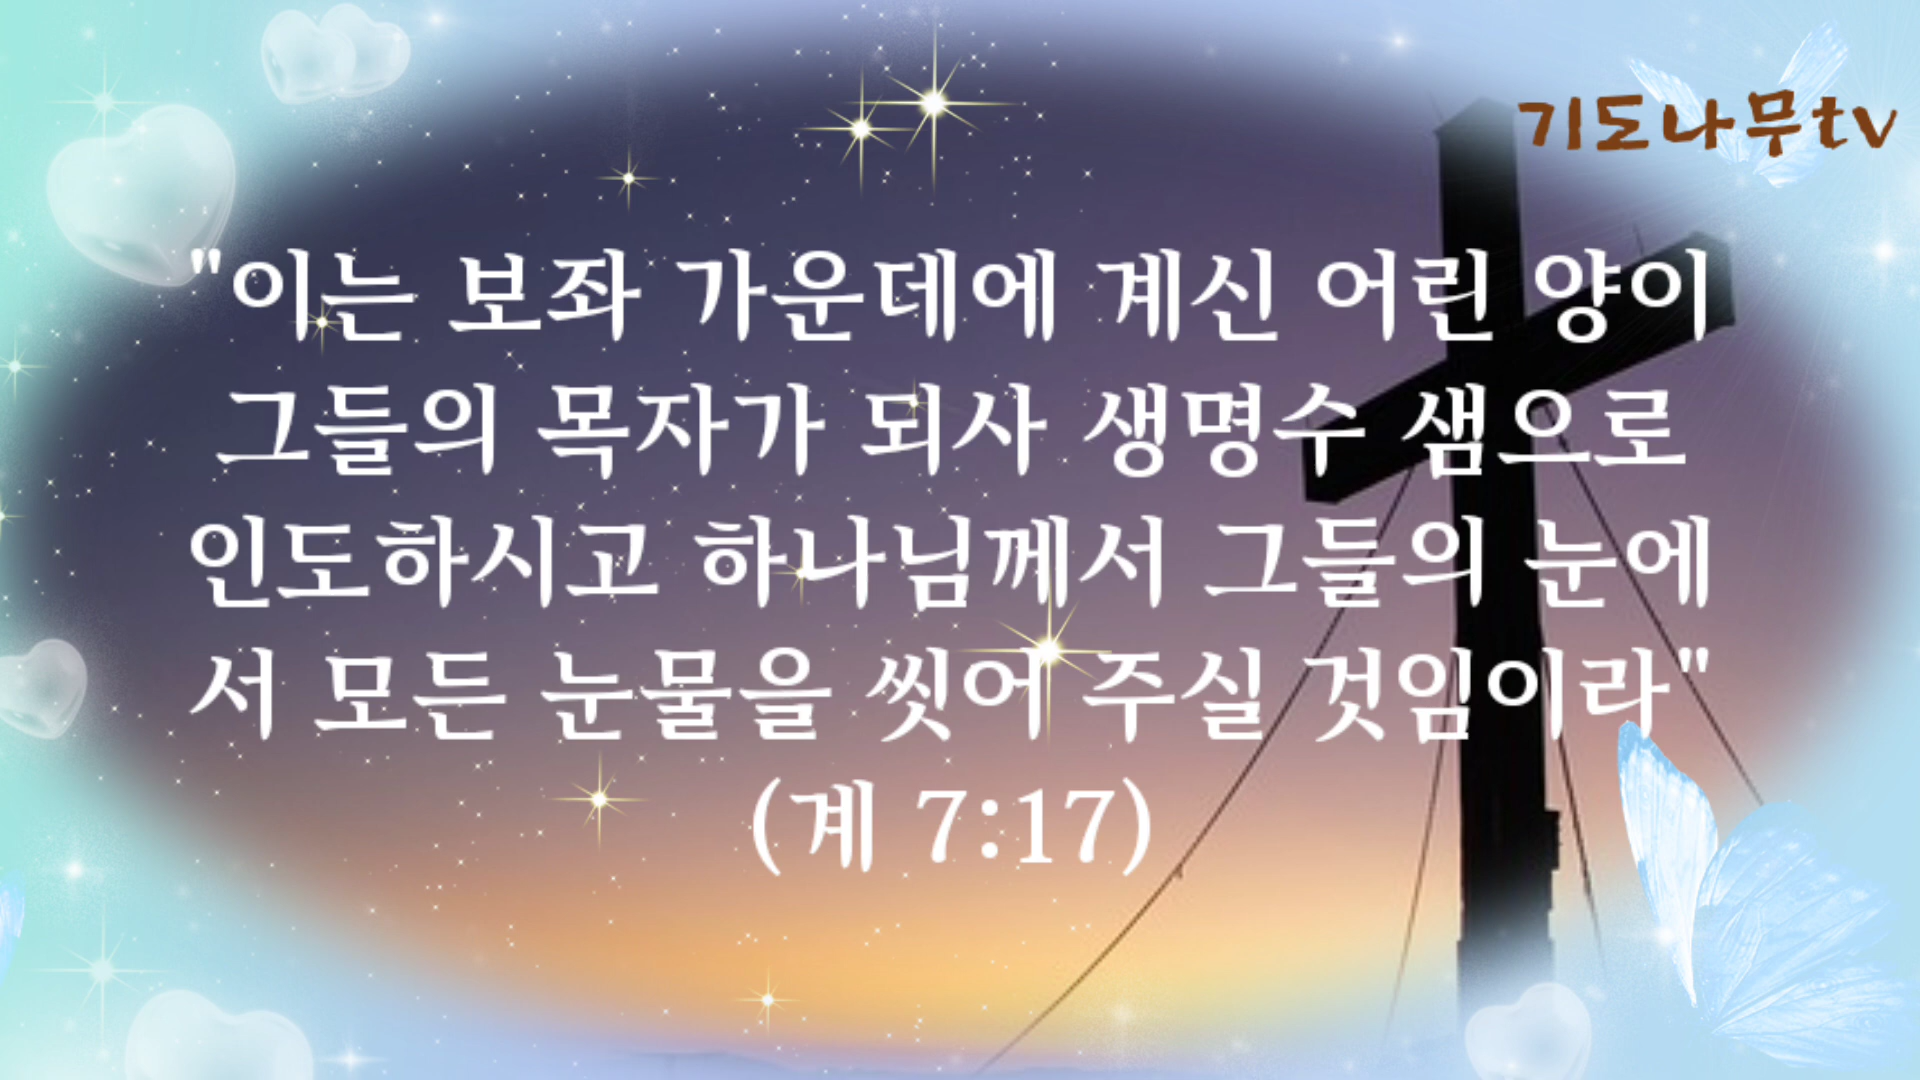 기도나무tv
"이는 보좌 가운데에 계신 어린 양이
그들의 목자가 되사 생명수 샘으로
인도하시고 하나님께서 그들의 눈에
서 모든 눈물을 씻어 주실 것임이라"
(계 7:17)